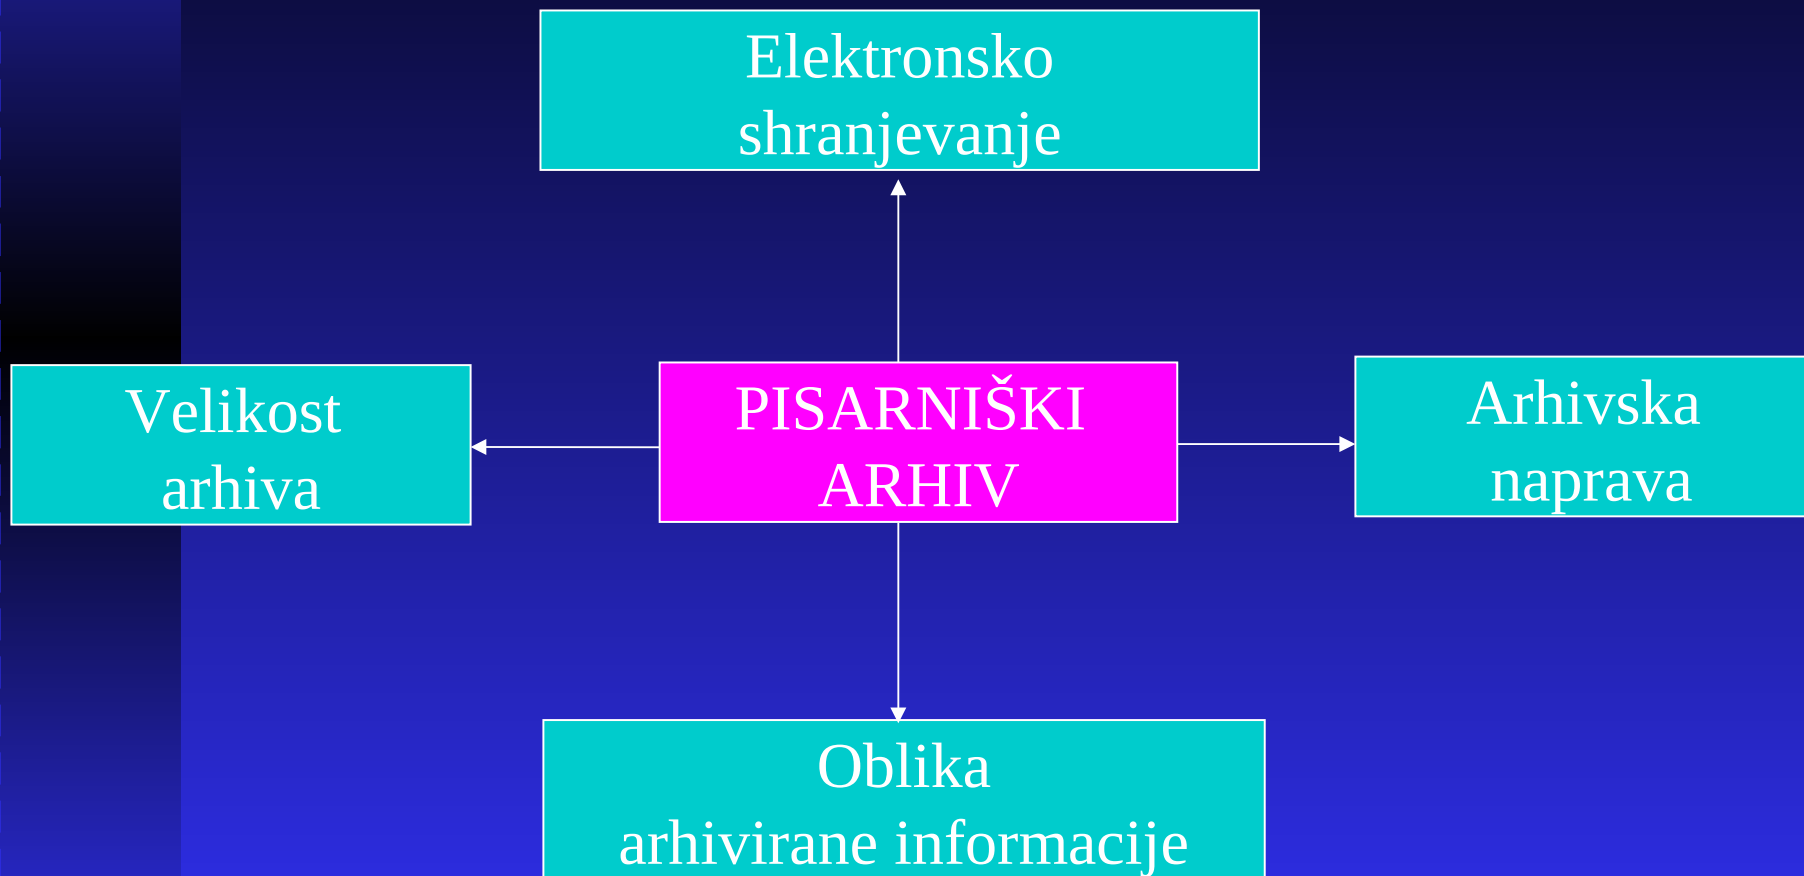 Elektronsko
shranjevanje
Velikost
arhiva
PISARNIŠKI
ARHIV
Arhivska
naprava
Oblika
arhivirane informacije